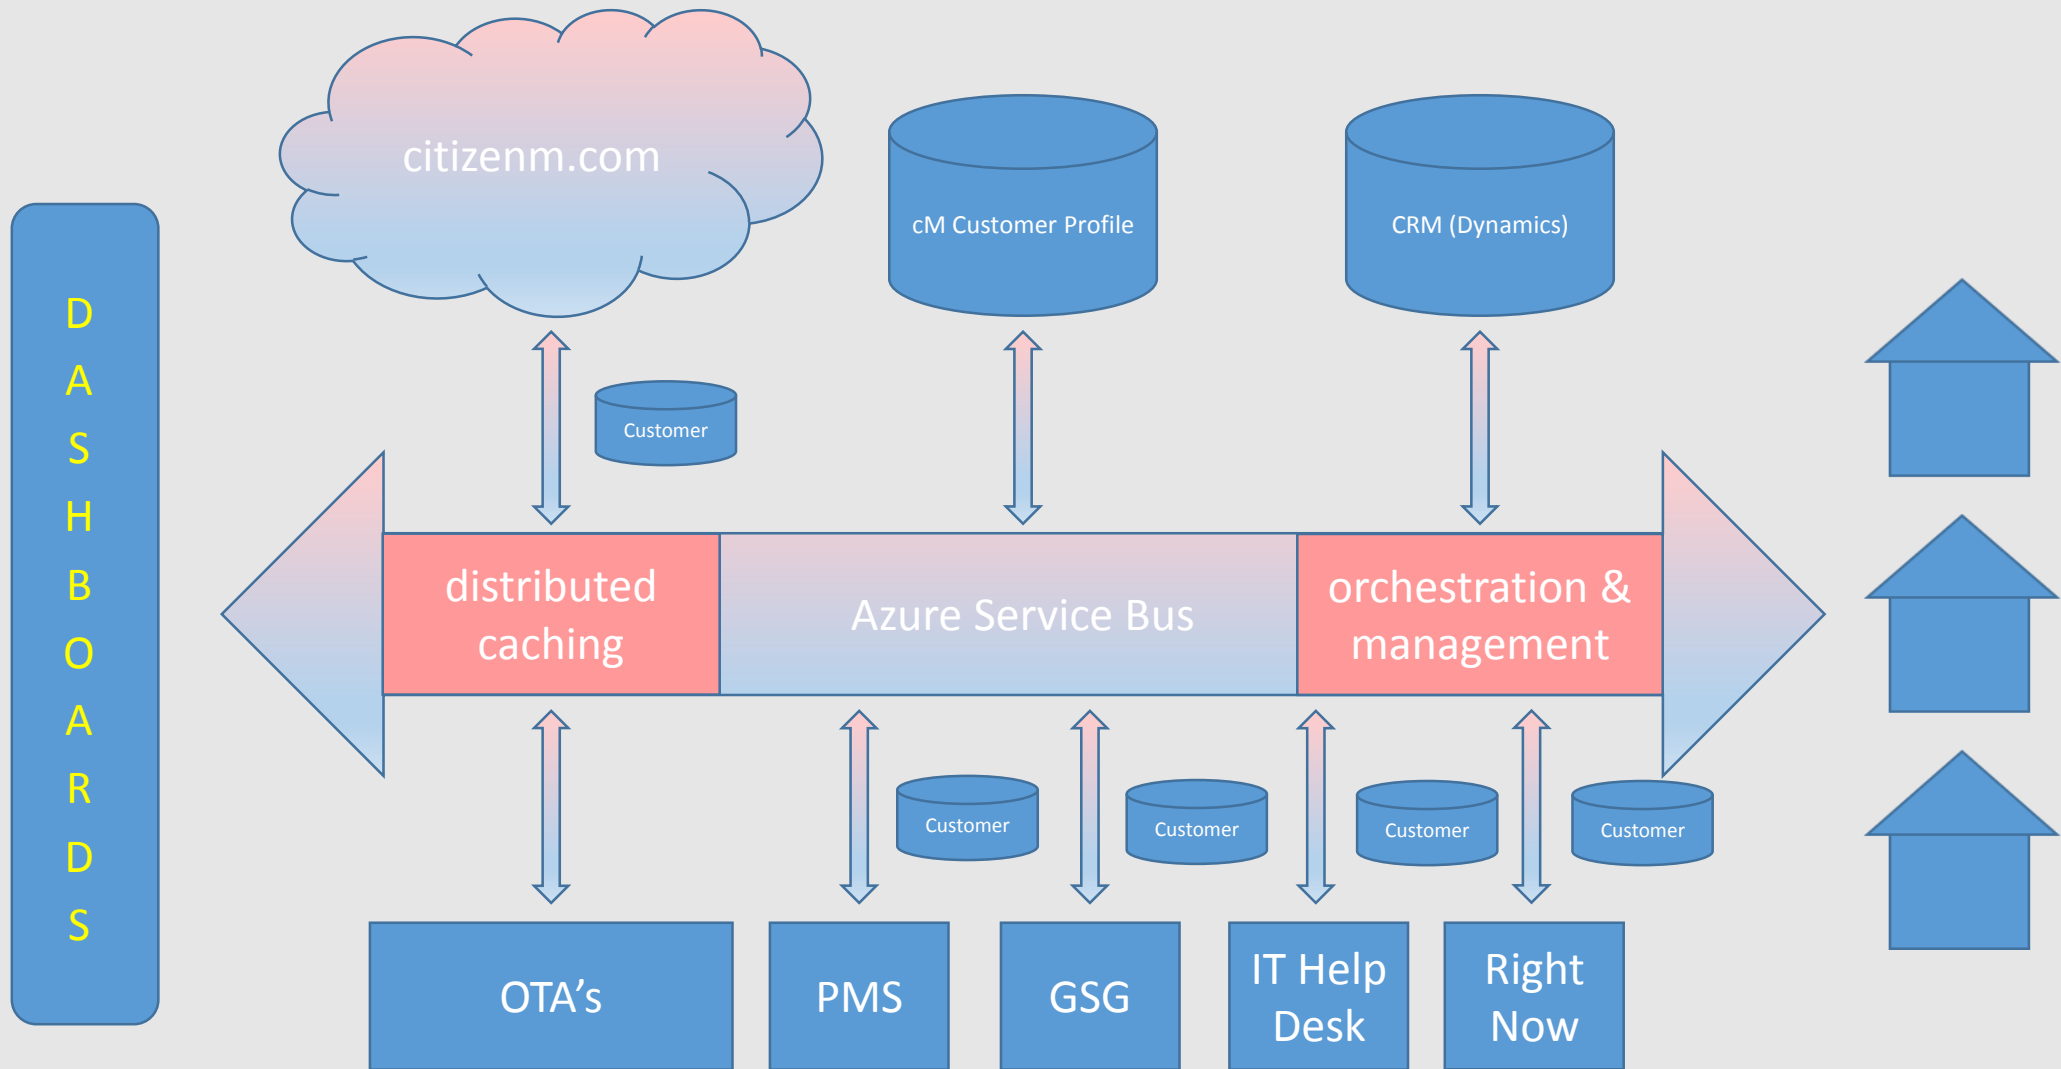 citizenm.com
cM Customer Profile
CRM (Dynamics)
D
A
S
H
B
O
A
R
D
S
Customer
distributed
caching
Azure Service Bus
orchestration &
management
Customer
Customer
Customer
Customer
OTA's
PMS
GSG
IT Help
Desk
Right
Now